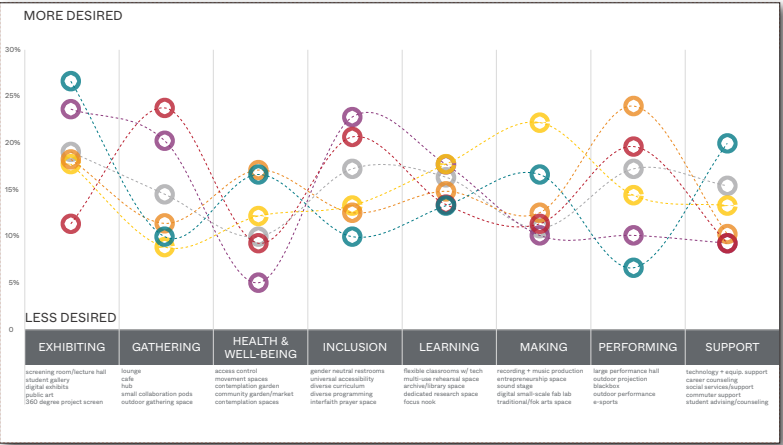 MORE DESIRED
30%
25%
20%
15%
10%
5%
0
LESS DESIRED
EXHIBITING
GATHERING
HEALTH &
WELL-BEING
INCLUSION
LEARNING
MAKING
PERFORMING
SUPPORT
screening room/lecture hall
student gallery
digital exhibits
public art
360 degree project screen
lounge
cafe
hub
small collaboration pods
outdoor gathering space
access control
movement spaces
contemplation garden
community garden/market
contemplation spaces
gender neutral restrooms
universal accessibility
diverse curriculum
diverse programming
interfaith prayer space
flexible classrooms w/ tech
multi-use rehearsal space
archive/library space
dedicated research space
focus nook
recording + music production
entrepreneurship space
sound stage
digital small-scale fab lab
traditional/fok arts space
large performance hall
outdoor projection
blackbox
outdoor performance
e-sports
technology + equip. support
career counseling
social services/support
commuter support
student advising/counseling